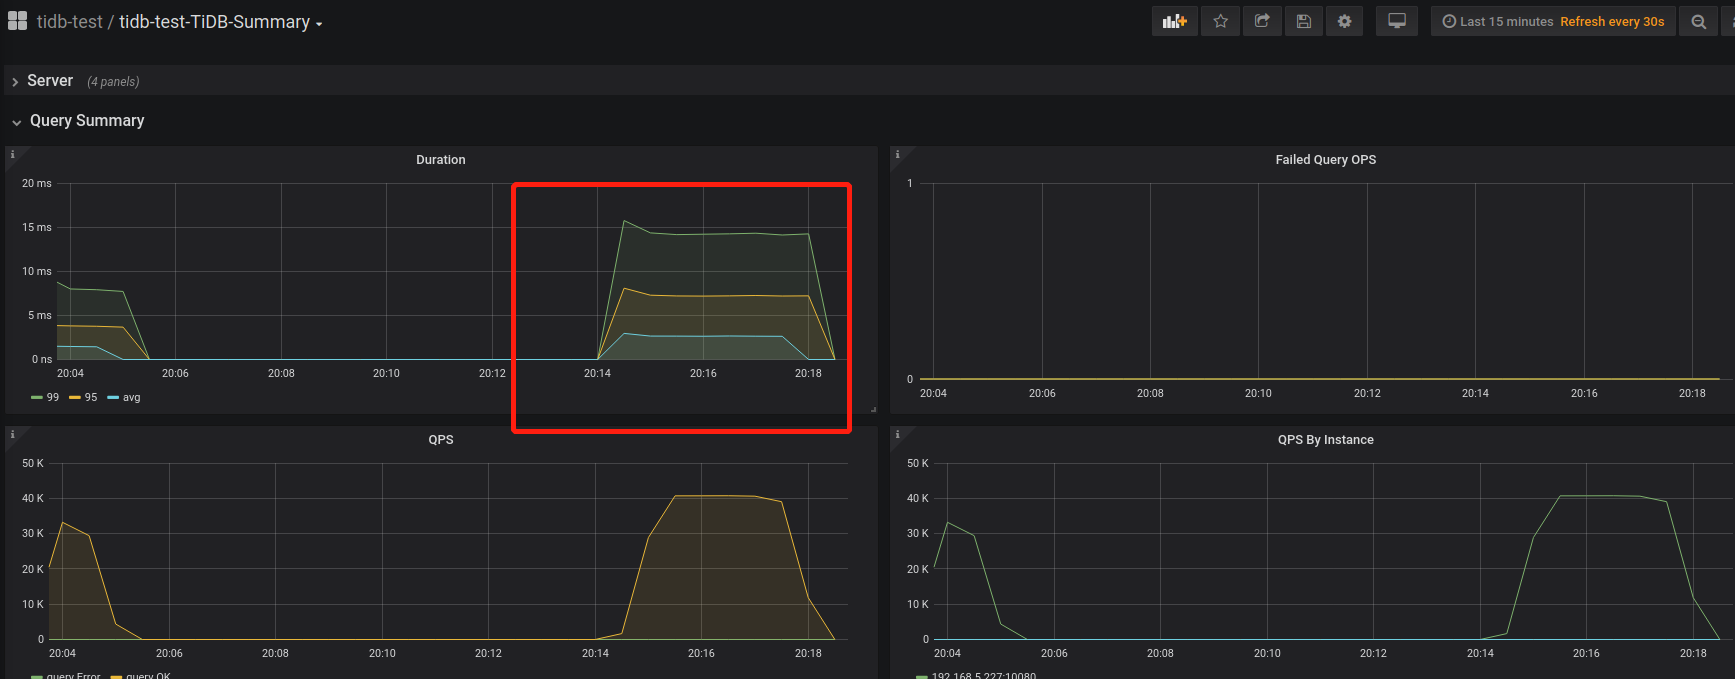 tidb-test / tidb-test-TiDB-Summary
Last 15 minutes Refresh every 30s
Server (4 panels)
Query Summary
Duration
20 ms
15 ms
10 ms
5 ms
0 ns
20:04 20:06 20:08 20:10 20:12 20:14 20:16 20:18
99 95 avg
Failed Query OPS
1
0
20:04 20:06 20:08 20:10 20:12 20:14 20:16 20:18
QPS
50 K
40 K
30 K
20 K
10 K
0
20:04 20:06 20:08 20:10 20:12 20:14 20:16 20:18
query Error query OK
QPS By Instance
50 K
40 K
30 K
20 K
10 K
0
20:04 20:06 20:08 20:10 20:12 20:14 20:16 20:18
192.168.5.227:10080